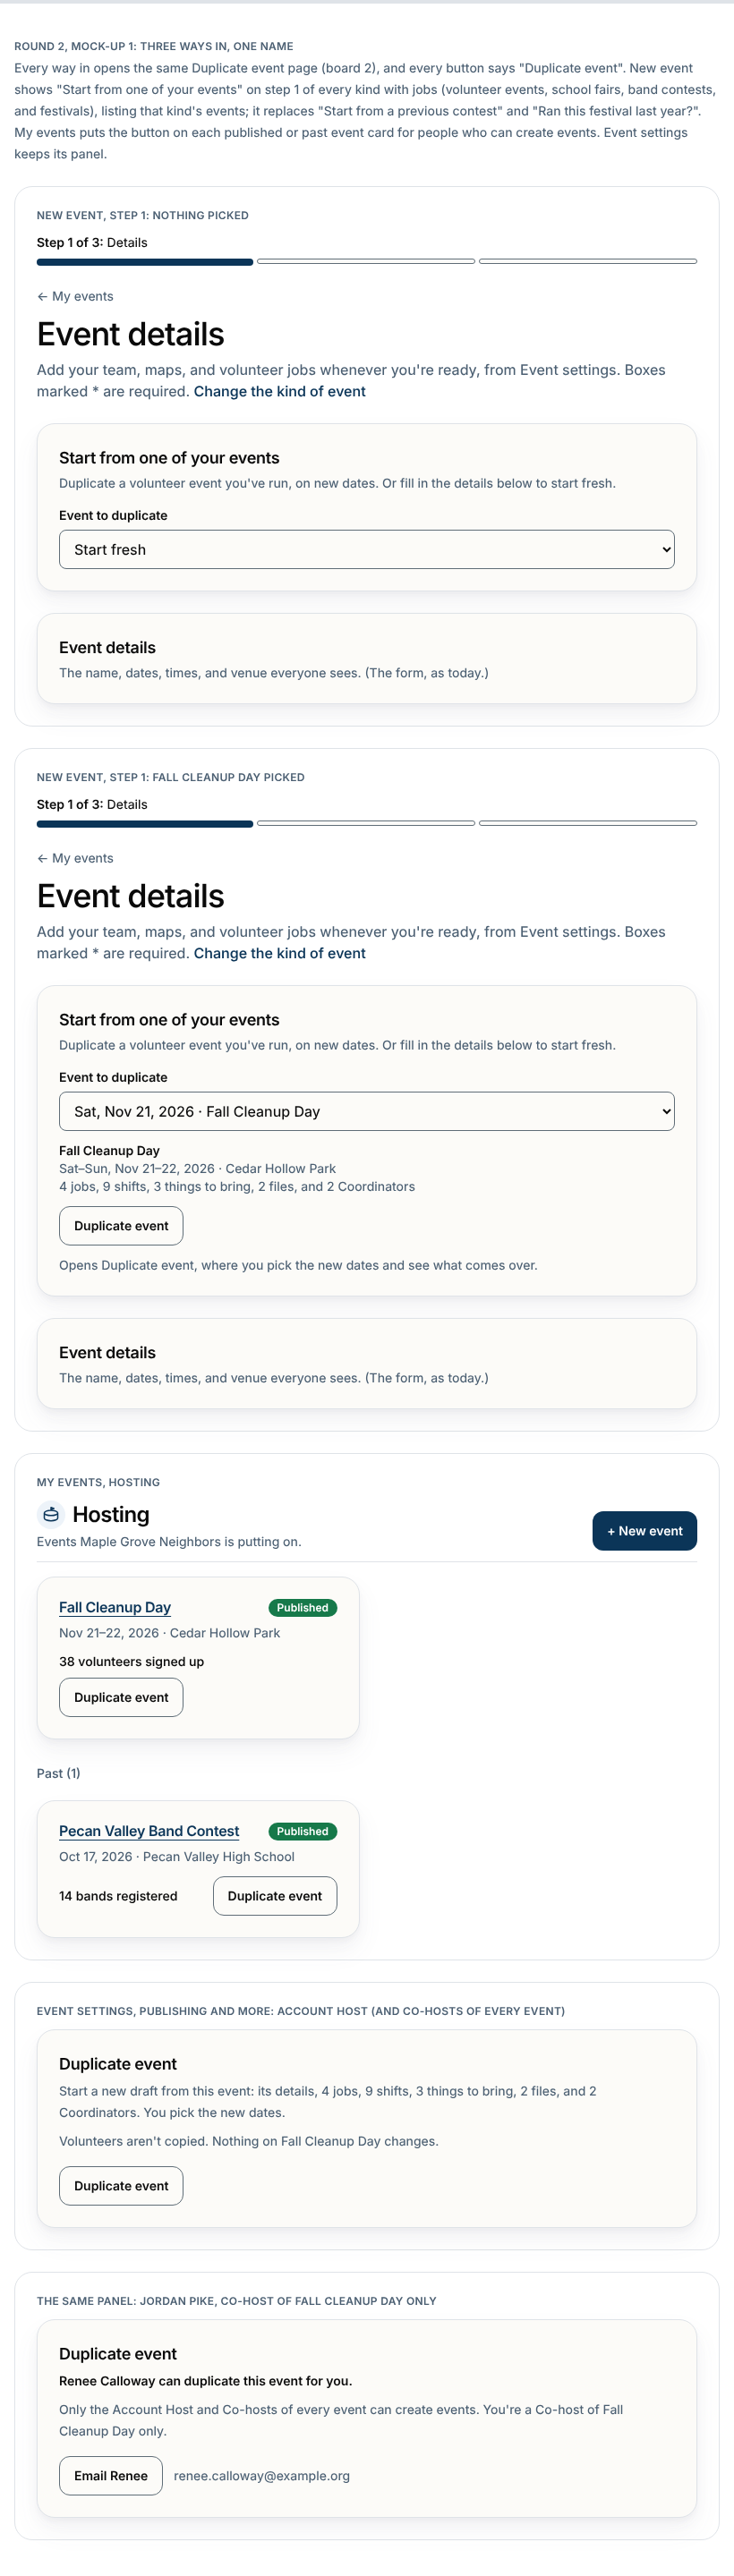 ROUND 2, MOCK-UP 1: THREE WAYS IN, ONE NAME
Every way in opens the same Duplicate event page (board 2), and every button says "Duplicate event". New event
shows "Start from one of your events" on step 1 of every kind with jobs (volunteer events, school fairs, band contests,
and festivals), listing that kind's events; it replaces "Start from a previous contest" and "Ran this festival last year?".
My events puts the button on each published or past event card for people who can create events. Event settings
keeps its panel.
NEW EVENT, STEP 1: NOTHING PICKED
Step 1 of 3: Details
← My events
Event details
Add your team, maps, and volunteer jobs whenever you're ready, from Event settings. Boxes
marked * are required. Change the kind of event
Start from one of your events
Duplicate a volunteer event you've run, on new dates. Or fill in the details below to start fresh.
Event to duplicate
Start fresh
Event details
The name, dates, times, and venue everyone sees. (The form, as today.)
NEW EVENT, STEP 1: FALL CLEANUP DAY PICKED
Step 1 of 3: Details
← My events
Event details
Add your team, maps, and volunteer jobs whenever you're ready, from Event settings. Boxes
marked * are required. Change the kind of event
Start from one of your events
Duplicate a volunteer event you've run, on new dates. Or fill in the details below to start fresh.
Event to duplicate
Sat, Nov 21, 2026 · Fall Cleanup Day
Fall Cleanup Day
Sat–Sun, Nov 21–22, 2026 · Cedar Hollow Park
4 jobs, 9 shifts, 3 things to bring, 2 files, and 2 Coordinators
Duplicate event
Opens Duplicate event, where you pick the new dates and see what comes over.
Event details
The name, dates, times, and venue everyone sees. (The form, as today.)
MY EVENTS, HOSTING
Hosting
Events Maple Grove Neighbors is putting on.
+ New event
Fall Cleanup Day
Published
Nov 21–22, 2026 · Cedar Hollow Park
38 volunteers signed up
Duplicate event
Past (1)
Pecan Valley Band Contest
Published
Oct 17, 2026 · Pecan Valley High School
14 bands registered
Duplicate event
EVENT SETTINGS, PUBLISHING AND MORE: ACCOUNT HOST (AND CO-HOSTS OF EVERY EVENT)
Duplicate event
Start a new draft from this event: its details, 4 jobs, 9 shifts, 3 things to bring, 2 files, and 2
Coordinators. You pick the new dates.
Volunteers aren't copied. Nothing on Fall Cleanup Day changes.
Duplicate event
THE SAME PANEL: JORDAN PIKE, CO-HOST OF FALL CLEANUP DAY ONLY
Duplicate event
Renee Calloway can duplicate this event for you.
Only the Account Host and Co-hosts of every event can create events. You're a Co-host of Fall
Cleanup Day only.
Email Renee
renee.calloway@example.org